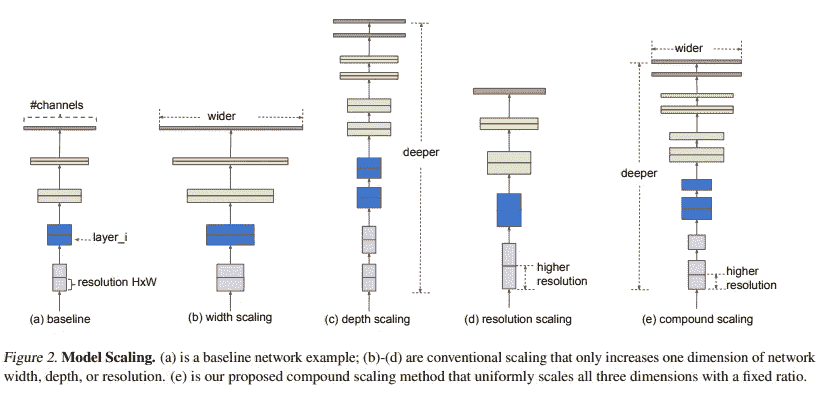 #channels
layer_i
resolution HxW
(a) baseline
wider
(b) width scaling
deeper
(c) depth scaling
higher
resolution
(d) resolution scaling
wider
deeper
higher
resolution
(e) compound scaling
Figure 2. Model Scaling. (a) is a baseline network example; (b)-(d) are conventional scaling that only increases one dimension of network
width, depth, or resolution. (e) is our proposed compound scaling method that uniformly scales all three dimensions with a fixed ratio.